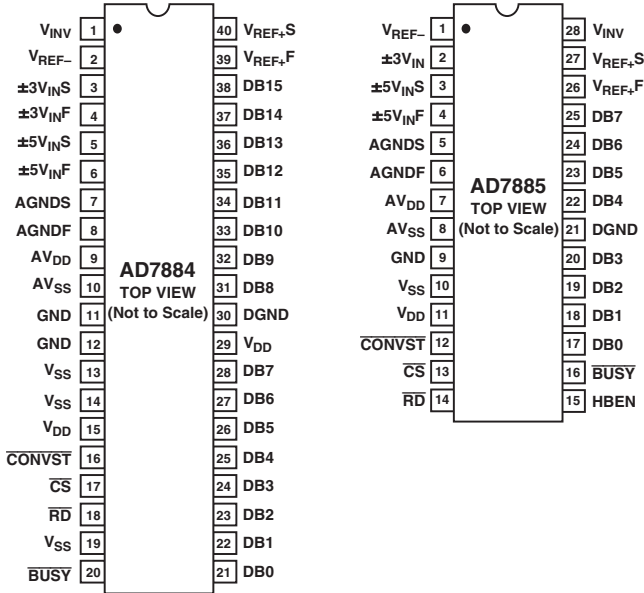 VINV 1 40 VREF+S
VREF– 2 39 VREF+F
±3VINS 3 38 DB15
±3VINF 4 37 DB14
±5VINS 5 36 DB13
±5VINF 6 35 DB12
AGNDS 7 34 DB11
AGNDF 8 33 DB10
AVDD 9 32 DB9
AVSS 10 31 DB8
GND 11 30 DGND
GND 12 29 VDD
VSS 13 28 DB7
VSS 14 27 DB6
VDD 15 26 DB5
CONVST 16 25 DB4
CS 17 24 DB3
RD 18 23 DB2
VSS 19 22 DB1
BUSY 20 21 DB0
AD7884
TOP VIEW
(Not to Scale)
VREF– 1 28 VINV
±3VIN 2 27 VREF+S
±5VINS 3 26 VREF+F
±5VINF 4 25 DB7
AGNDS 5 24 DB6
AGNDF 6 23 DB5
AVDD 7 22 DB4
AVSS 8 21 DGND
GND 9 20 DB3
VSS 10 19 DB2
VDD 11 18 DB1
CONVST 12 17 DB0
CS 13 16 BUSY
RD 14 15 HBEN
AD7885
TOP VIEW
(Not to Scale)